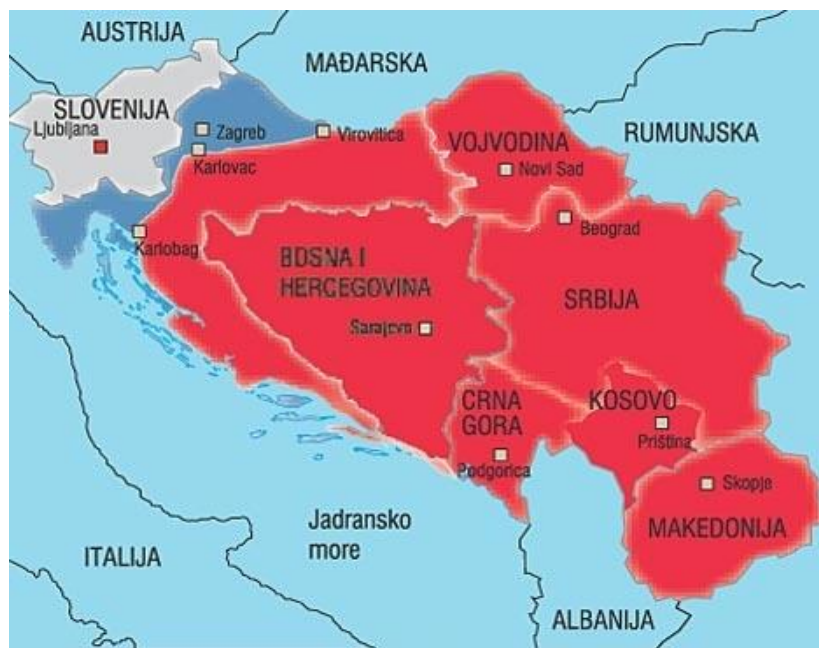 AUSTRIJA
MAĐARSKA
SLOVENIJA
Ljubljana
Zagreb
Virovitica
Karlovac
VOJVODINA
Novi Sad
RUMUNJSKA
Karlobag
Beograd
BOSNA I
HERCEGOVINA
Sarajevo
SRBIJA
CRNA
GORA
Podgorica
KOSOVO
Priština
Skopje
MAKEDONIJA
Jadransko
more
ITALIJA
ALBANIJA